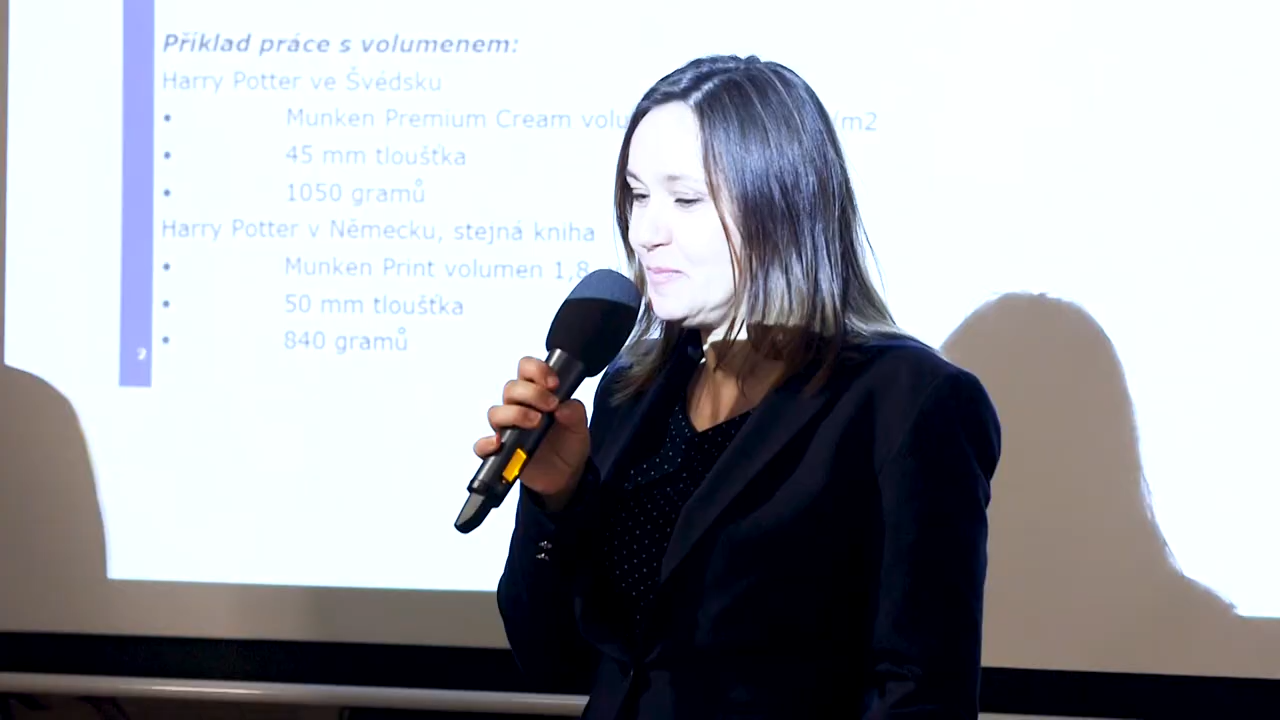 Příklad práce s volumenem:
Harry Potter ve Švédsku
• Munken Premium Cream /m2
• 45 mm tloušťka
• 1050 gramů
Harry Potter v Německu, stejná kniha
• Munken Print volumen 1,8
• 50 mm tloušťka
• 840 gramů
2